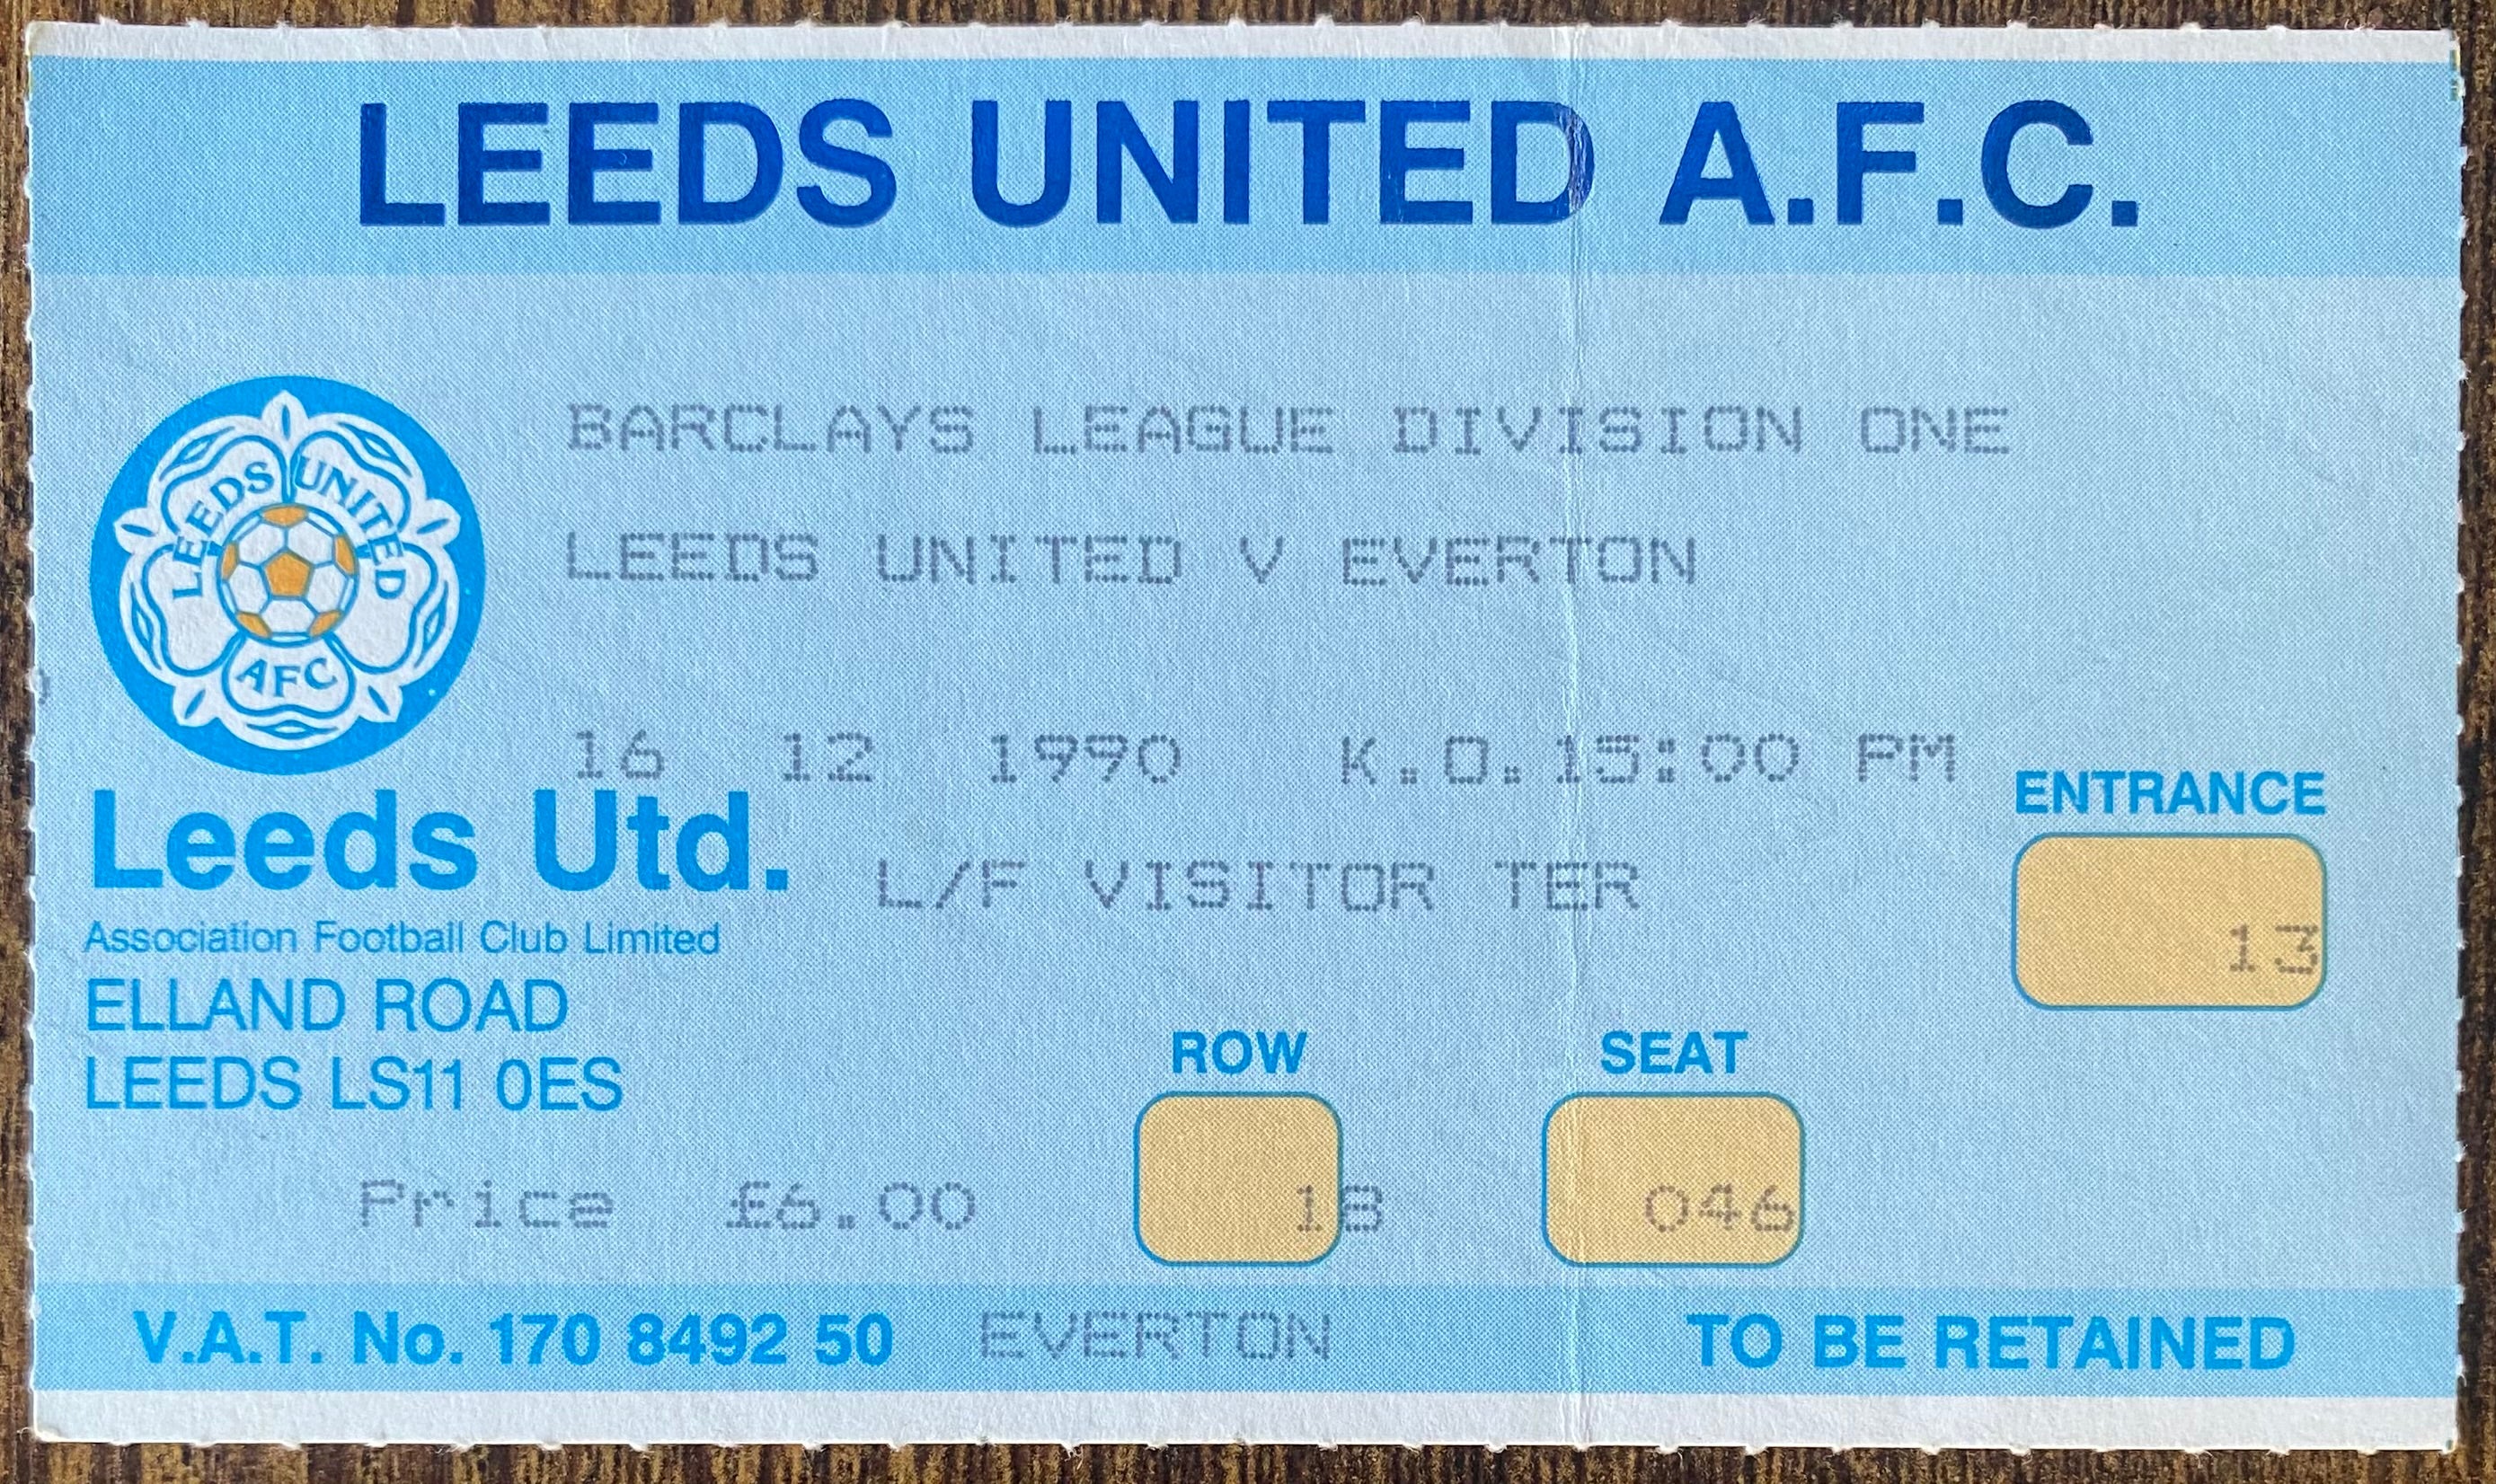 LEEDS UNITED A.F.C.
LEEDS UNITED
AFC
BARCLAYS LEAGUE DIVISION ONE
LEEDS UNITED V EVERTON
16 12 1990 K.O.15:00 PM
Leeds Utd.
L/F VISITOR TER
Association Football Club Limited
ELLAND ROAD
LEEDS LS11 0ES
ENTRANCE
13
ROW
18
SEAT
046
Price £6.00
V.A.T. No. 170 8492 50
EVERTON
TO BE RETAINED